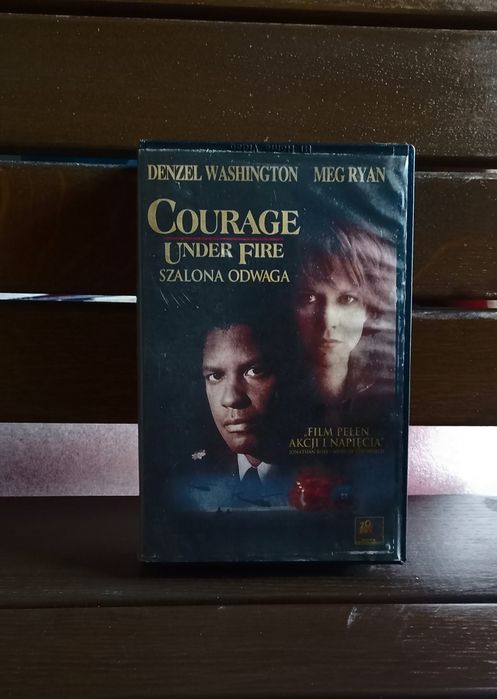 DENZEL WASHINGTON MEG RYAN
COURAGE
UNDER FIRE
SZALONA ODWAGA
„FILM PEŁEN
AKCJI I NAPIĘCIA"